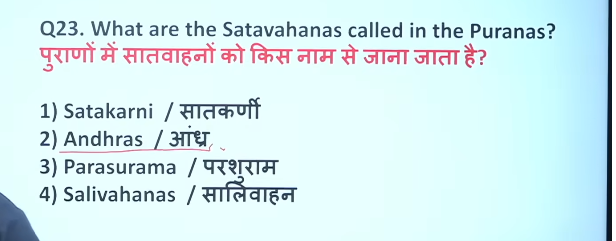 Q23. What are the Satavahanas called in the Puranas?
पुराणों में सातवाहनों को किस नाम से जाना जाता है?
1) Satakarni / सातकर्णी
2) Andhras / आंध्र
3) Parasurama / परशुराम
4) Salivahanas / सालिवाहन